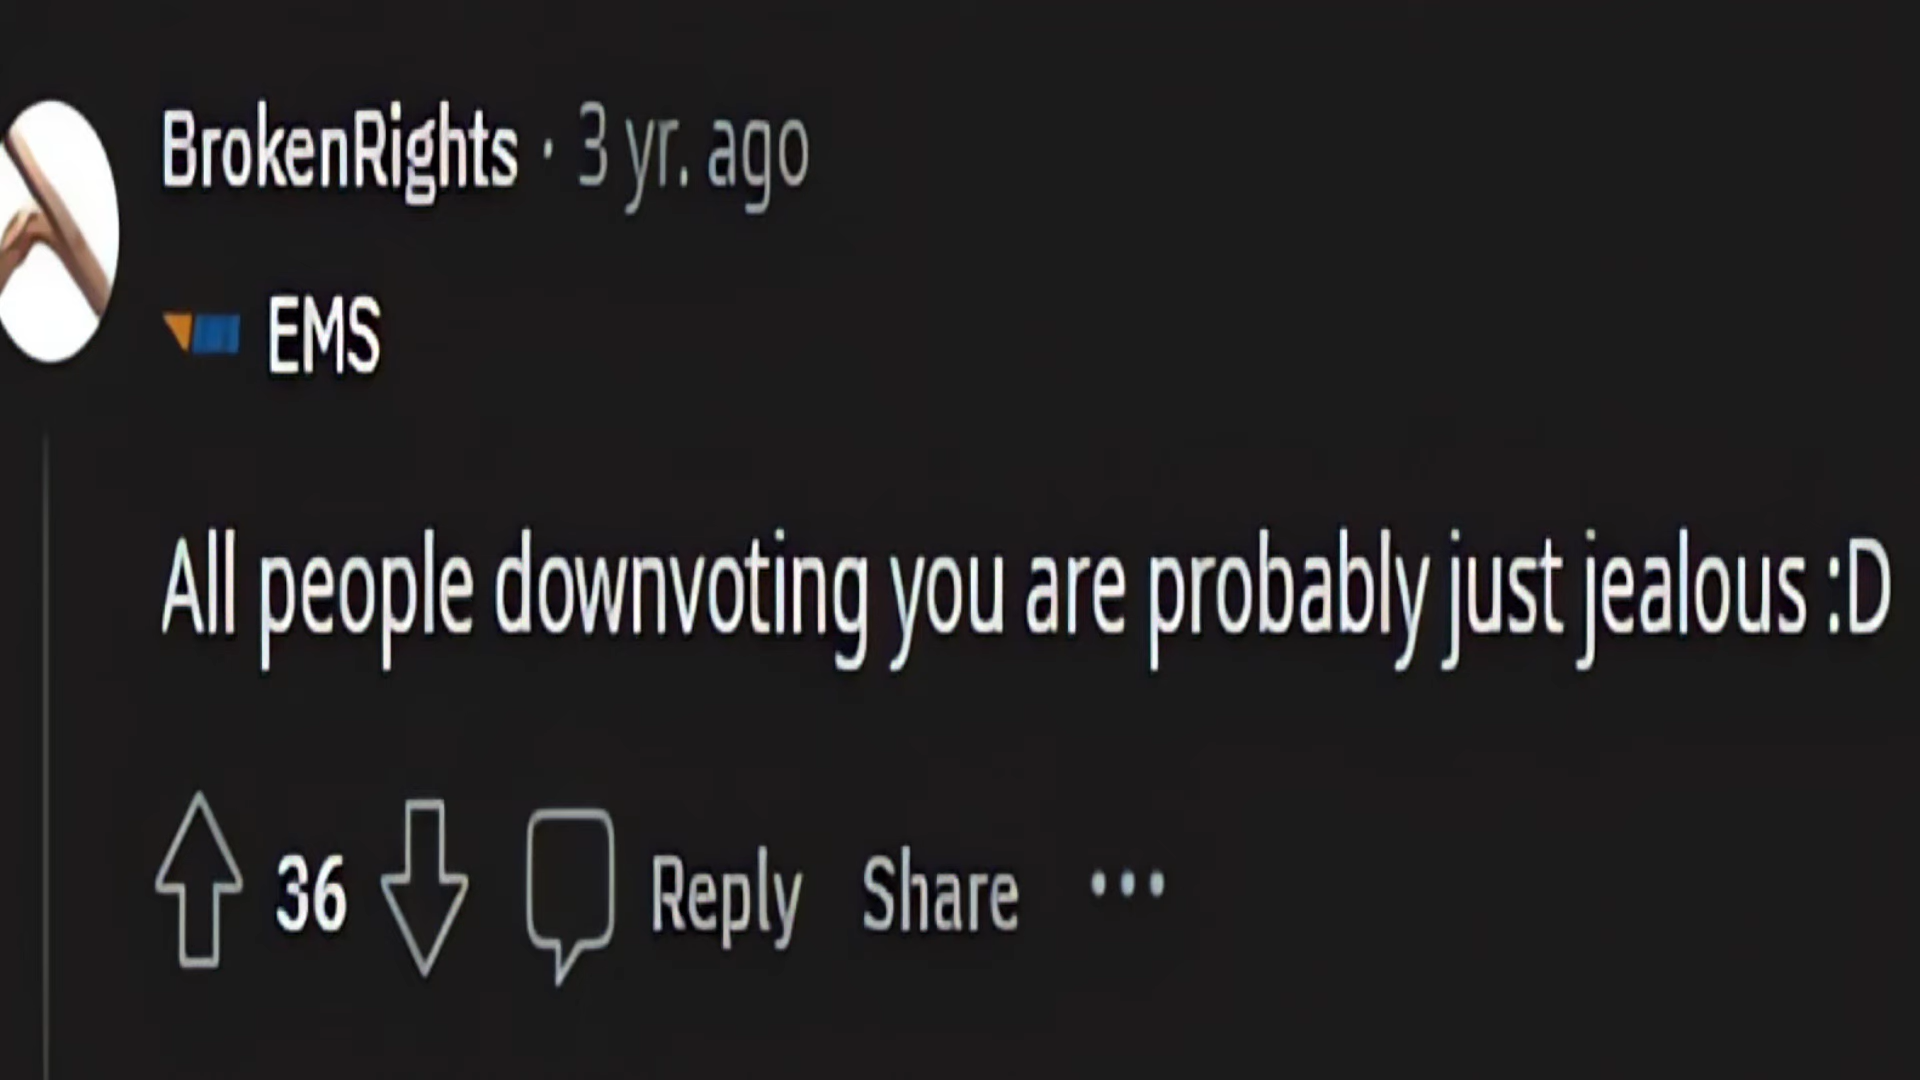 BrokenRights · 3 yr. ago
EMS
All people downvoting you are probably just jealous :D
36 Reply Share ...